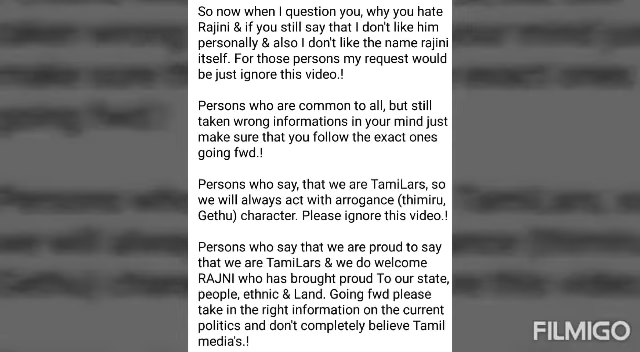 So now when I question you, why you hate
Rajini & if you still say that I don't like him
personally & also I don't like the name rajini
itself. For those persons my request would
be just ignore this video.!
Persons who are common to all, but still
taken wrong informations in your mind just
make sure that you follow the exact ones
going fwd.!
Persons who say, that we are TamiLars, so
we will always act with arrogance (thimiru,
Gethu) character. Please ignore this video.!
Persons who say that we are proud to say
that we are TamiLars & we do welcome
RAJNI who has brought proud To our state,
people, ethnic & Land. Going fwd please
take in the right information on the current
politics and don't completely believe Tamil
media's.!
FILMIGO